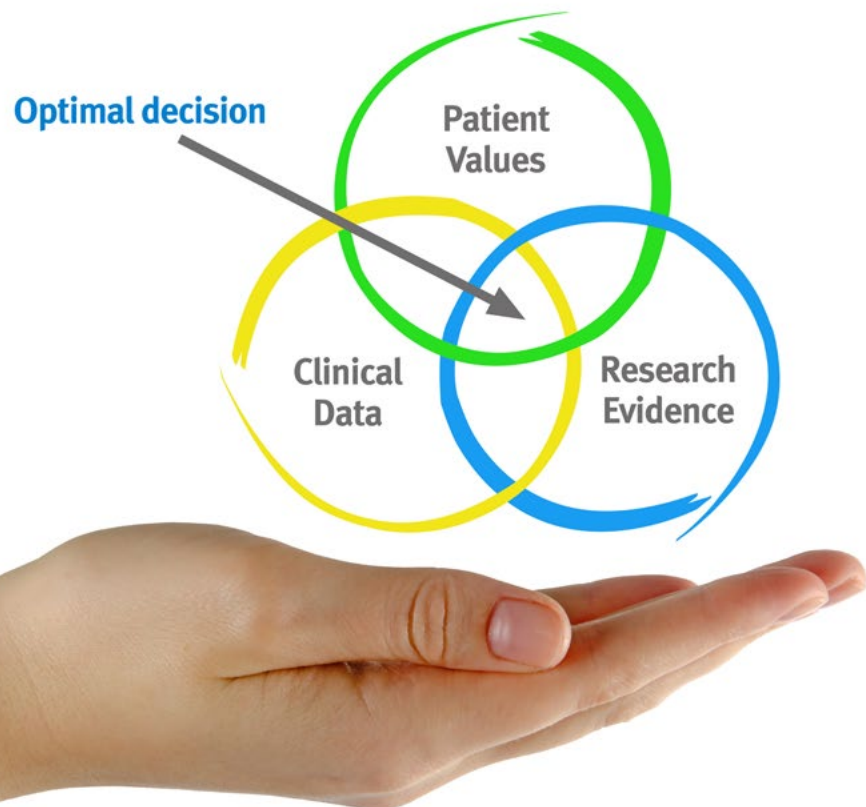 Optimal decision
Patient
Values
Clinical
Data
Research
Evidence